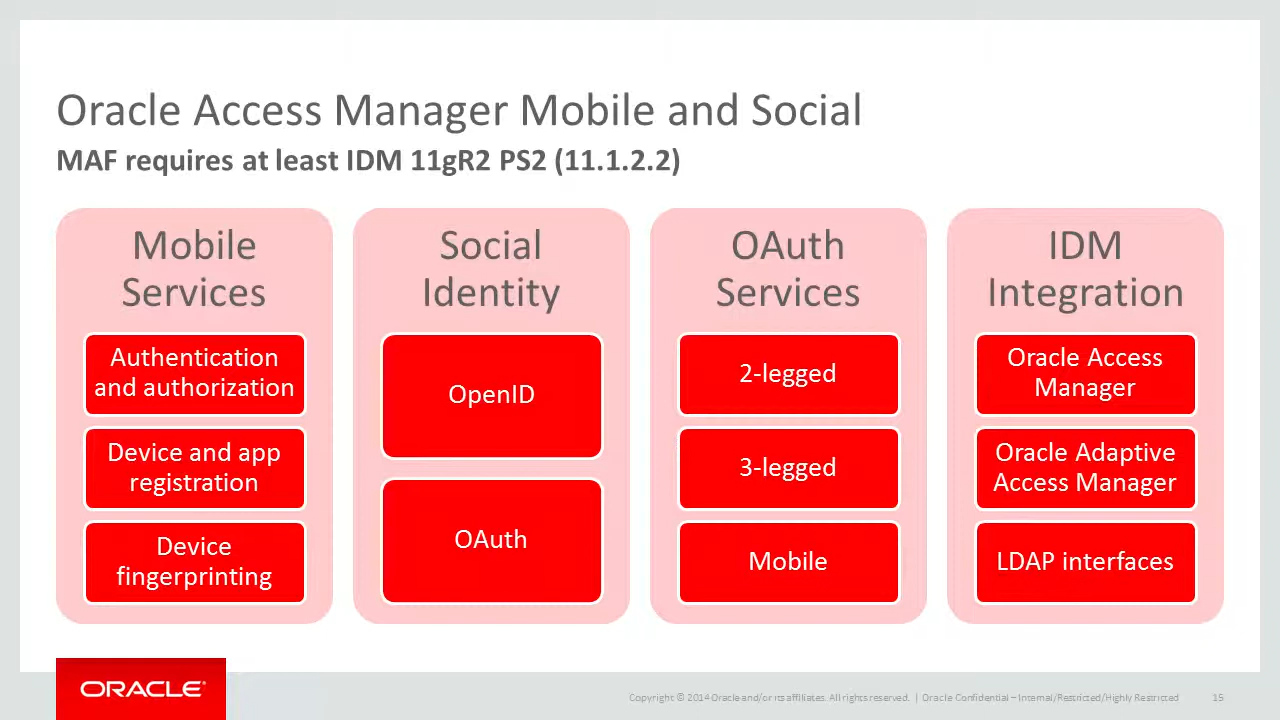 Oracle Access Manager Mobile and Social
MAF requires at least IDM 11gR2 PS2 (11.1.2.2)
Mobile
Services
Authentication
and authorization
Device and app
registration
Device
fingerprinting
Social
Identity
OpenID
OAuth
OAuth
Services
2-legged
3-legged
Mobile
IDM
Integration
Oracle Access
Manager
Oracle Adaptive
Access Manager
LDAP interfaces
ORACLE®
Copyright © 2014 Oracle and/or its affiliates. All rights reserved. | Oracle Confidential – Internal/Restricted/Highly Restricted 15